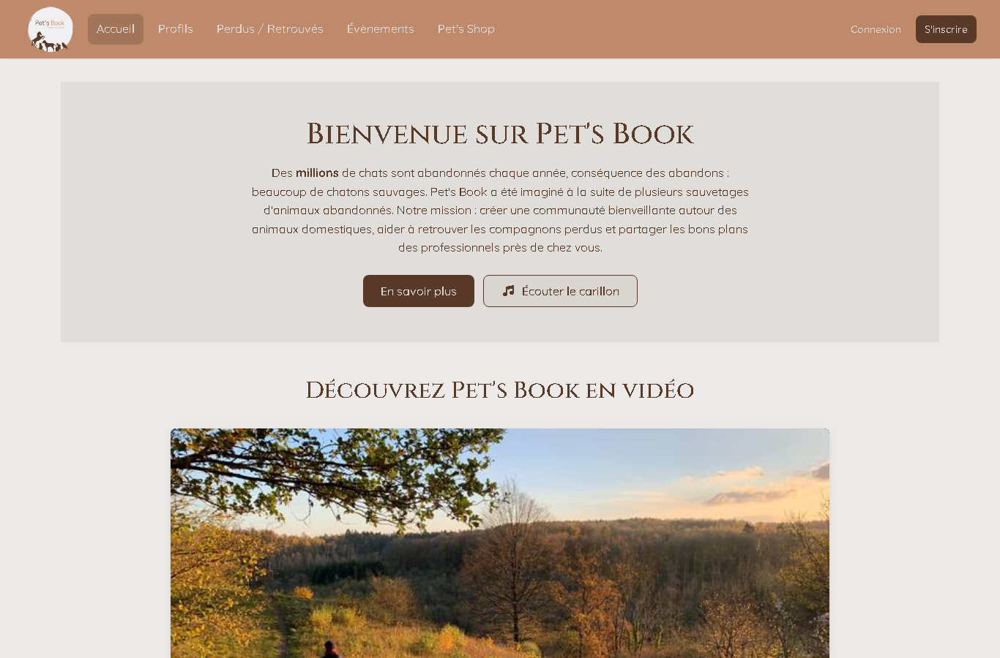 Pet's Book
Accueil
Profils
Perdus / Retrouvés
Évènements
Pet's Shop
Connexion
S'inscrire
Bienvenue sur Pet's Book
Des millions de chats sont abandonnés chaque année, conséquence des abandons :
beaucoup de chatons sauvages. Pet's Book a été imaginé à la suite de plusieurs sauvetages
d'animaux abandonnés. Notre mission : créer une communauté bienveillante autour des
animaux domestiques, aider à retrouver les compagnons perdus et partager les bons plans
des professionnels près de chez vous.
En savoir plus
Écouter le carillon
Découvrez Pet's Book en vidéo